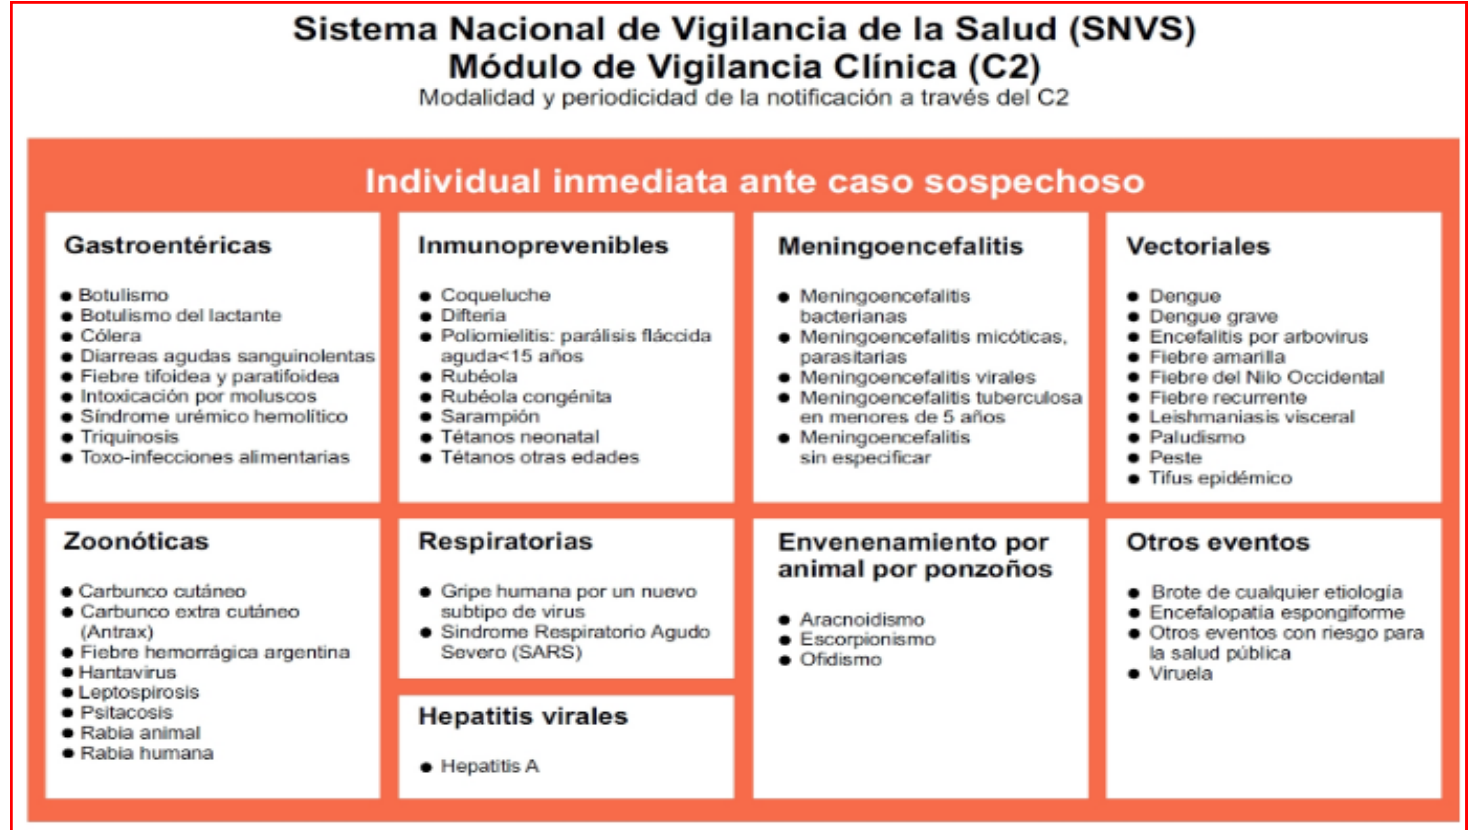 Sistema Nacional de Vigilancia de la Salud (SNVS)
Módulo de Vigilancia Clínica (C2)
Modalidad y periodicidad de la notificación a través del C2
Individual inmediata ante caso sospechoso
Gastroentéricas
● Botulismo
● Botulismo del lactante
● Cólera
● Diarreas agudas sanguinolentas
● Fiebre tifoidea y paratifoidea
● Intoxicación por moluscos
● Síndrome urémico hemolítico
● Triquinosis
● Toxo-infecciones alimentarias
Inmunoprevenibles
● Coqueluche
● Difteria
● Poliomielitis: parálisis fláccida
aguda<15 años
● Rubéola
● Rubéola congénita
● Sarampión
● Tétanos neonatal
● Tétanos otras edades
Meningoencefalitis
● Meningoencefalitis
bacterianas
● Meningoencefalitis micóticas,
parasitarias
● Meningoencefalitis virales
● Meningoencefalitis tuberculosa
en menores de 5 años
● Meningoencefalitis
sin especificar
Vectoriales
● Dengue
● Dengue grave
● Encefalitis por arbovirus
● Fiebre amarilla
● Fiebre del Nilo Occidental
● Fiebre recurrente
● Leishmaniasis visceral
● Paludismo
● Peste
● Tifus epidémico
Zoonóticas
● Carbunco cutáneo
● Carbunco extra cutáneo
(Antrax)
● Fiebre hemorrágica argentina
● Hantavirus
● Leptospirosis
● Psitacosis
● Rabia animal
● Rabia humana
Respiratorias
● Gripe humana por un nuevo
subtipo de virus
● Sindrome Respiratorio Agudo
Severo (SARS)
Hepatitis virales
● Hepatitis A
Envenenamiento por
animal por ponzoños
● Aracnoidismo
● Escorpionismo
● Ofidismo
Otros eventos
● Brote de cualquier etiología
● Encefalopatía espongiforme
● Otros eventos con riesgo para
la salud pública
● Viruela